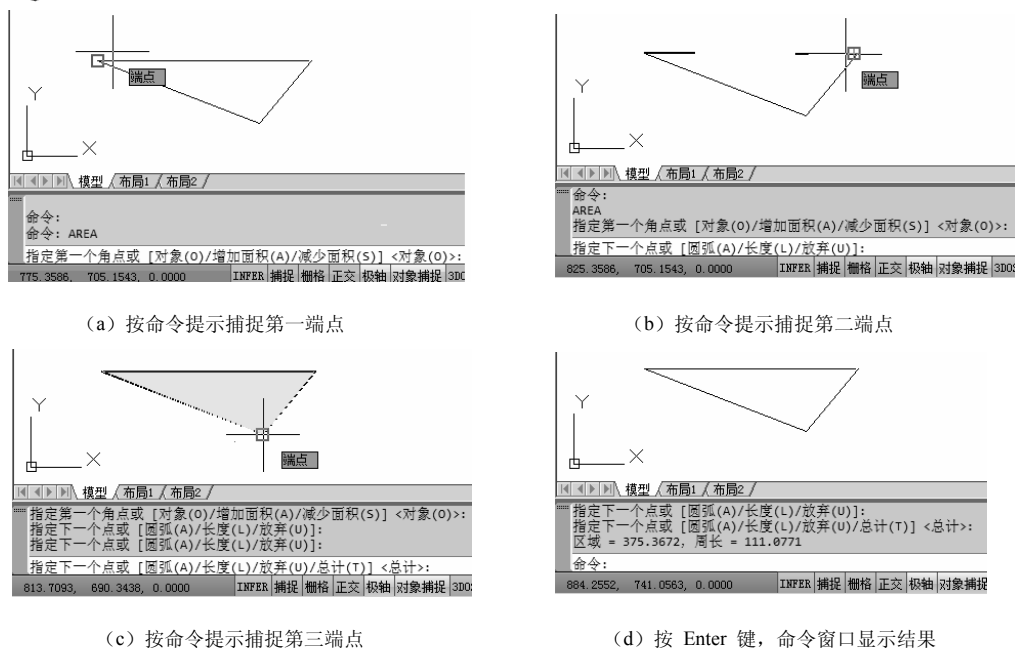 端点
Y
X
模型 布局1 布局2
命令:
命令: AREA
指定第一个角点或 [对象(O)/增加面积(A)/减少面积(S)] <对象(O)>:
775.3586, 705.1543, 0.0000 INFER 捕捉 栅格 正交 极轴 对象捕捉 3DO
(a)按命令提示捕捉第一端点
端点
Y
X
模型 布局1 布局2
命令:
AREA
指定第一个角点或 [对象(O)/增加面积(A)/减少面积(S)] <对象(O)>:
指定下一个点或 [圆弧(A)/长度(L)/放弃(U)]:
825.3586, 705.1543, 0.0000 INFER 捕捉 栅格 正交 极轴 对象捕捉 3DOS
(b)按命令提示捕捉第二端点
Y
端点
X
模型 布局1 布局2
指定第一个角点或 [对象(O)/增加面积(A)/减少面积(S)] <对象(O)>:
指定下一个点或 [圆弧(A)/长度(L)/放弃(U)]:
指定下一个点或 [圆弧(A)/长度(L)/放弃(U)]:
指定下一个点或 [圆弧(A)/长度(L)/放弃(U)/总计(T)] <总计>:
813.7093, 690.3438, 0.0000 INFER 捕捉 栅格 正交 极轴 对象捕捉 3DO
(c)按命令提示捕捉第三端点
Y
X
模型 布局1 布局2
指定下一个点或 [圆弧(A)/长度(L)/放弃(U)]:
指定下一个点或 [圆弧(A)/长度(L)/放弃(U)/总计(T)] <总计>:
区域 = 375.3672, 周长 = 111.0771
命令:
884.2552, 741.0563, 0.0000 INFER 捕捉 栅格 正交 极轴 对象捕捉
(d)按 Enter 键，命令窗口显示结果